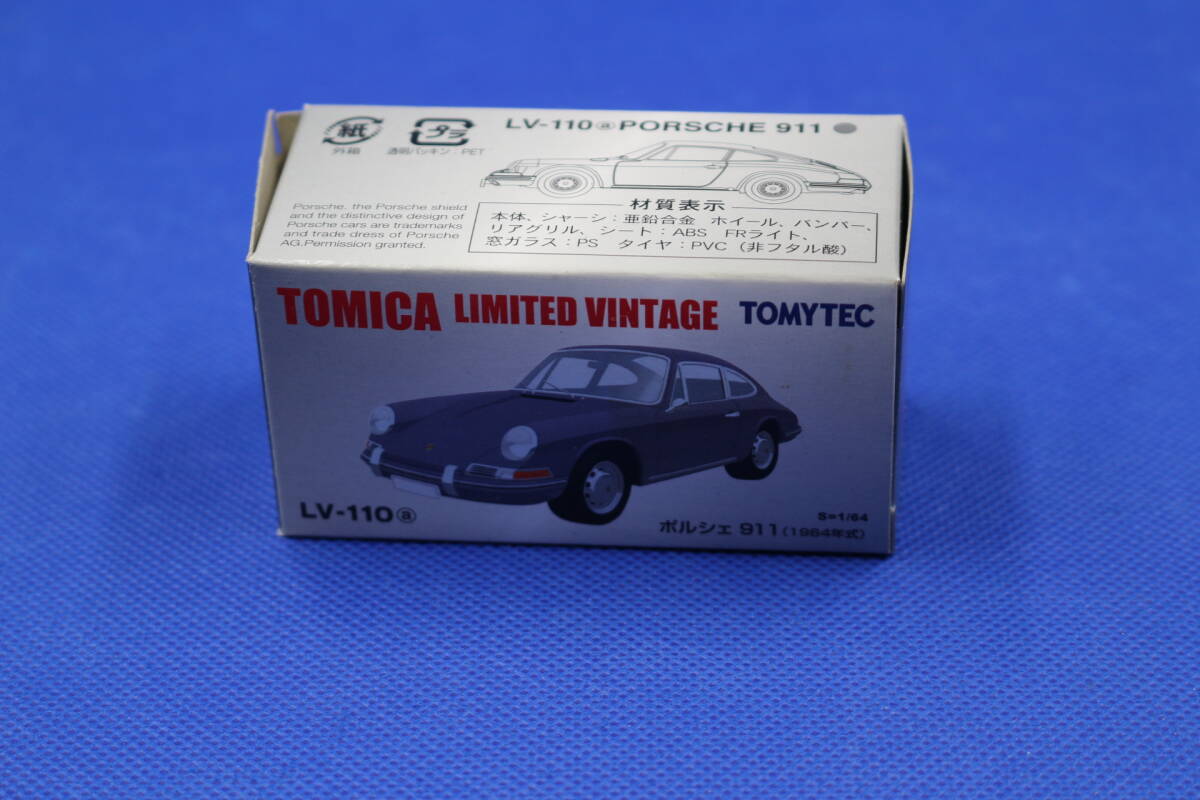 紙
外箱
プラ
透明パッキン:PET
LV-110ⓐPORSCHE 911
Porsche, the Porsche shield
and the distinctive design of
Porsche cars are trademarks
and trade dress of Porsche
AG.Permission granted.
材質表示
本体、シャーシ:亜鉛合金 ホイール、バンパー、
リアグリル、シート:ABS FRライト、
窓ガラス:PS タイヤ:PVC(非フタル酸)
TOMICA LIMITED VINTAGE TOMYTEC
LV-110ⓐ
S=1/64
ポルシェ 911(1964年式)